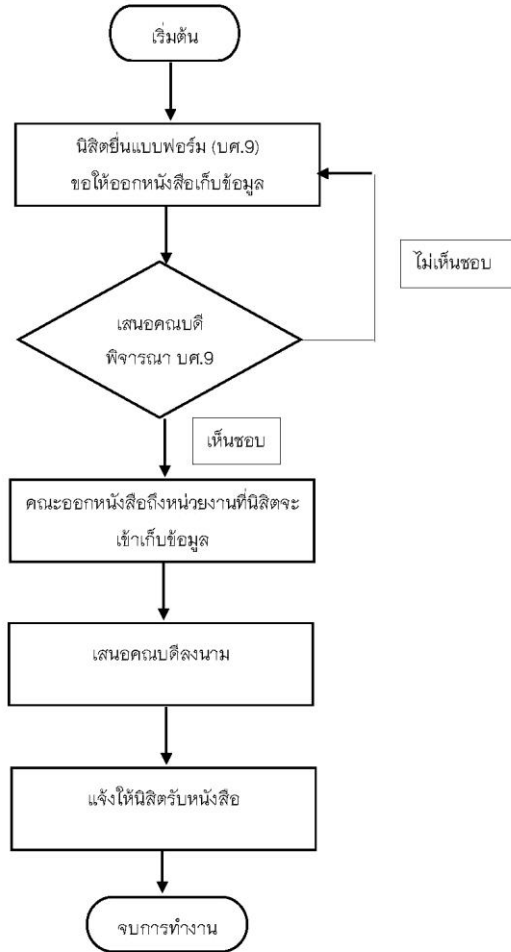 เริ่มต้น
นิสิตยื่นแบบฟอร์ม (บศ.9)
ขอให้ออกหนังสือเก็บข้อมูล
ไม่เห็นชอบ
เสนอคณบดี
พิจารณา บศ.9
เห็นชอบ
คณะออกหนังสือถึงหน่วยงานที่นิสิตจะ
เข้าเก็บข้อมูล
เสนอคณบดีลงนาม
แจ้งให้นิสิตรับหนังสือ
จบการทำงาน